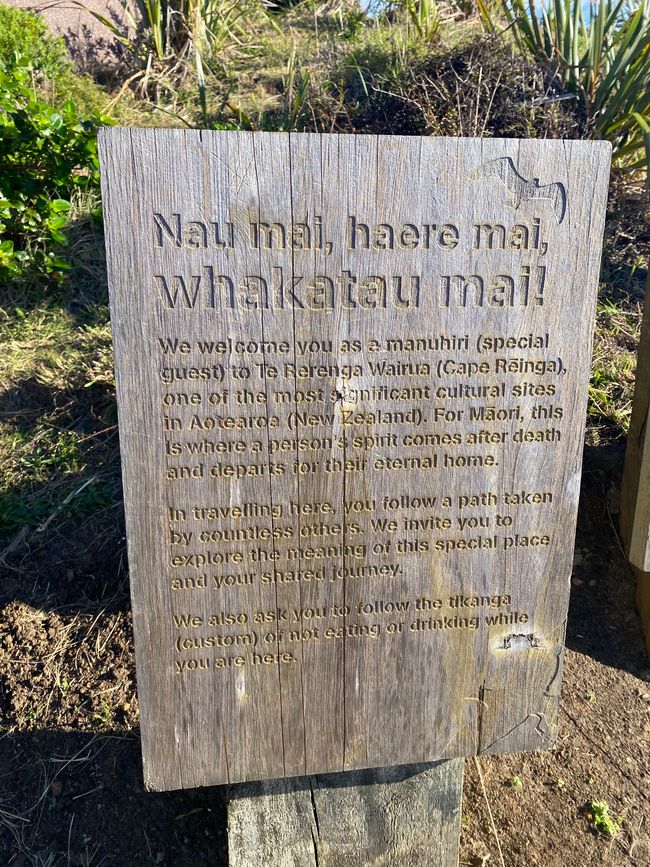 Nau mai, haere mai,
whakatau mai!
We welcome you as a manuhiri (special
guest) to Te Rerenga Wairua (Cape Rēinga),
one of the most significant cultural sites
in Aotearoa (New Zealand). For Māori, this
is where a person's spirit comes after death
and departs for their eternal home.
In travelling here, you follow a path taken
by countless others. We invite you to
explore the meaning of this special place
and your shared journey.
We also ask you to follow the tikanga
(custom) of not eating or drinking while
you are here.